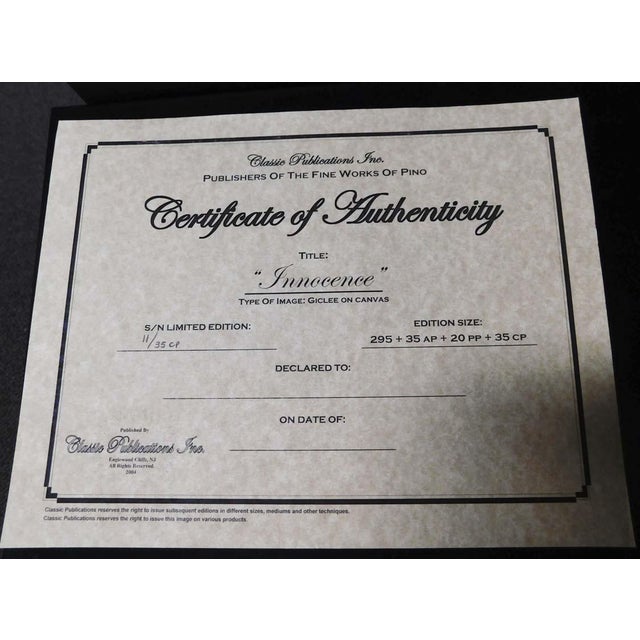 Classic Publications Inc.
PUBLISHERS OF THE FINE WORKS OF PINO
Certificate of Authenticity
TITLE:
"Innocence"
TYPE OF IMAGE: GICLEE ON CANVAS
S/N LIMITED EDITION:
11/35 CP
EDITION SIZE:
295 + 35 AP + 20 PP + 35 CP
DECLARED TO:
ON DATE OF:
Published By
Classic Publications Inc.
Englewood Cliffs, NJ
All Rights Reserved.
2004
Classic Publications reserves the right to issue subsequent editions in different sizes, mediums and other techniques.
Classic Publications reserves the right to issue this image on various products.